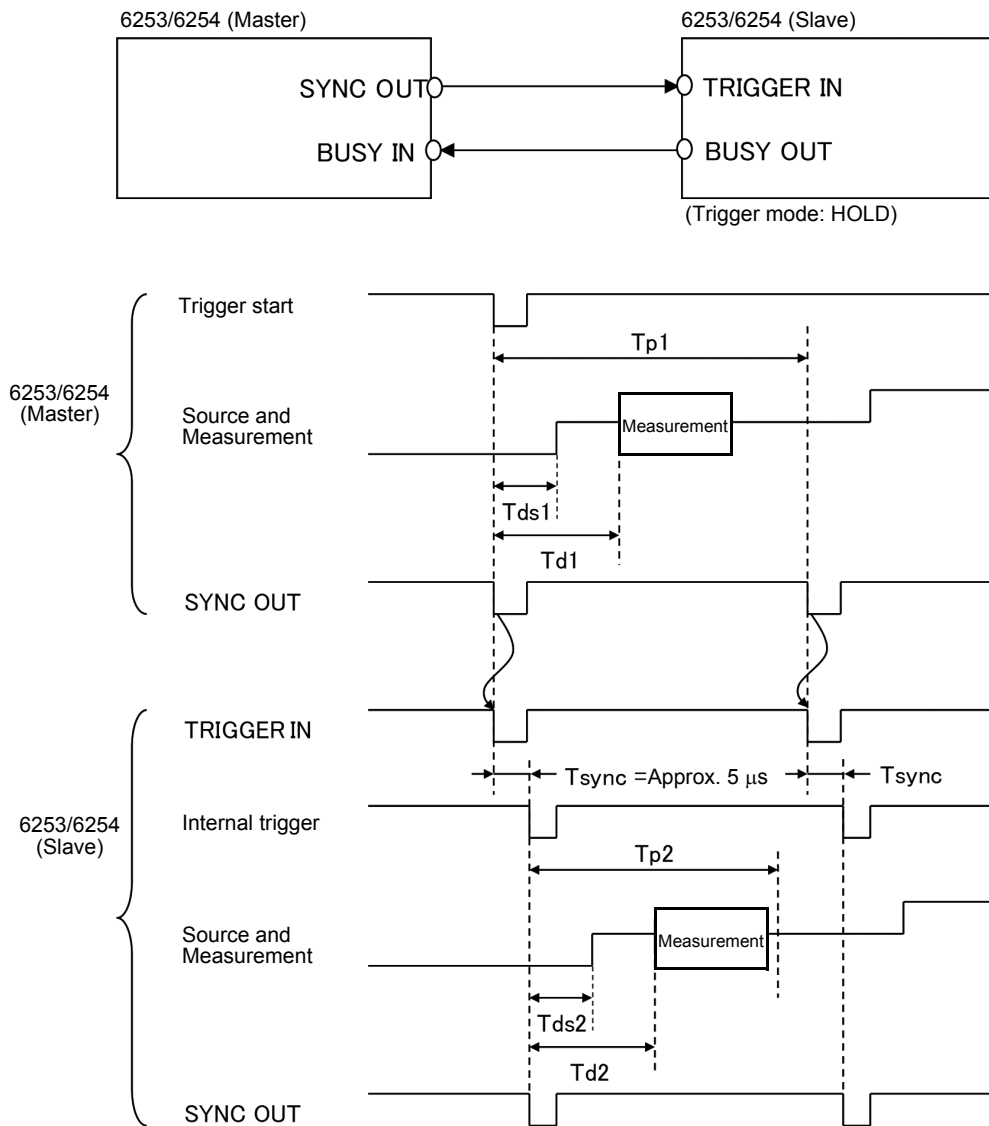 6253/6254 (Master)
6253/6254 (Slave)
SYNC OUT
TRIGGER IN
BUSY IN
BUSY OUT
(Trigger mode: HOLD)
Trigger start
Tp1
6253/6254
(Master)
Source and
Measurement
Measurement
Tds1
Td1
SYNC OUT
TRIGGER IN
Tsync =Approx. 5 μs
Tsync
6253/6254
(Slave)
Internal trigger
Tp2
Source and
Measurement
Measurement
Tds2
Td2
SYNC OUT